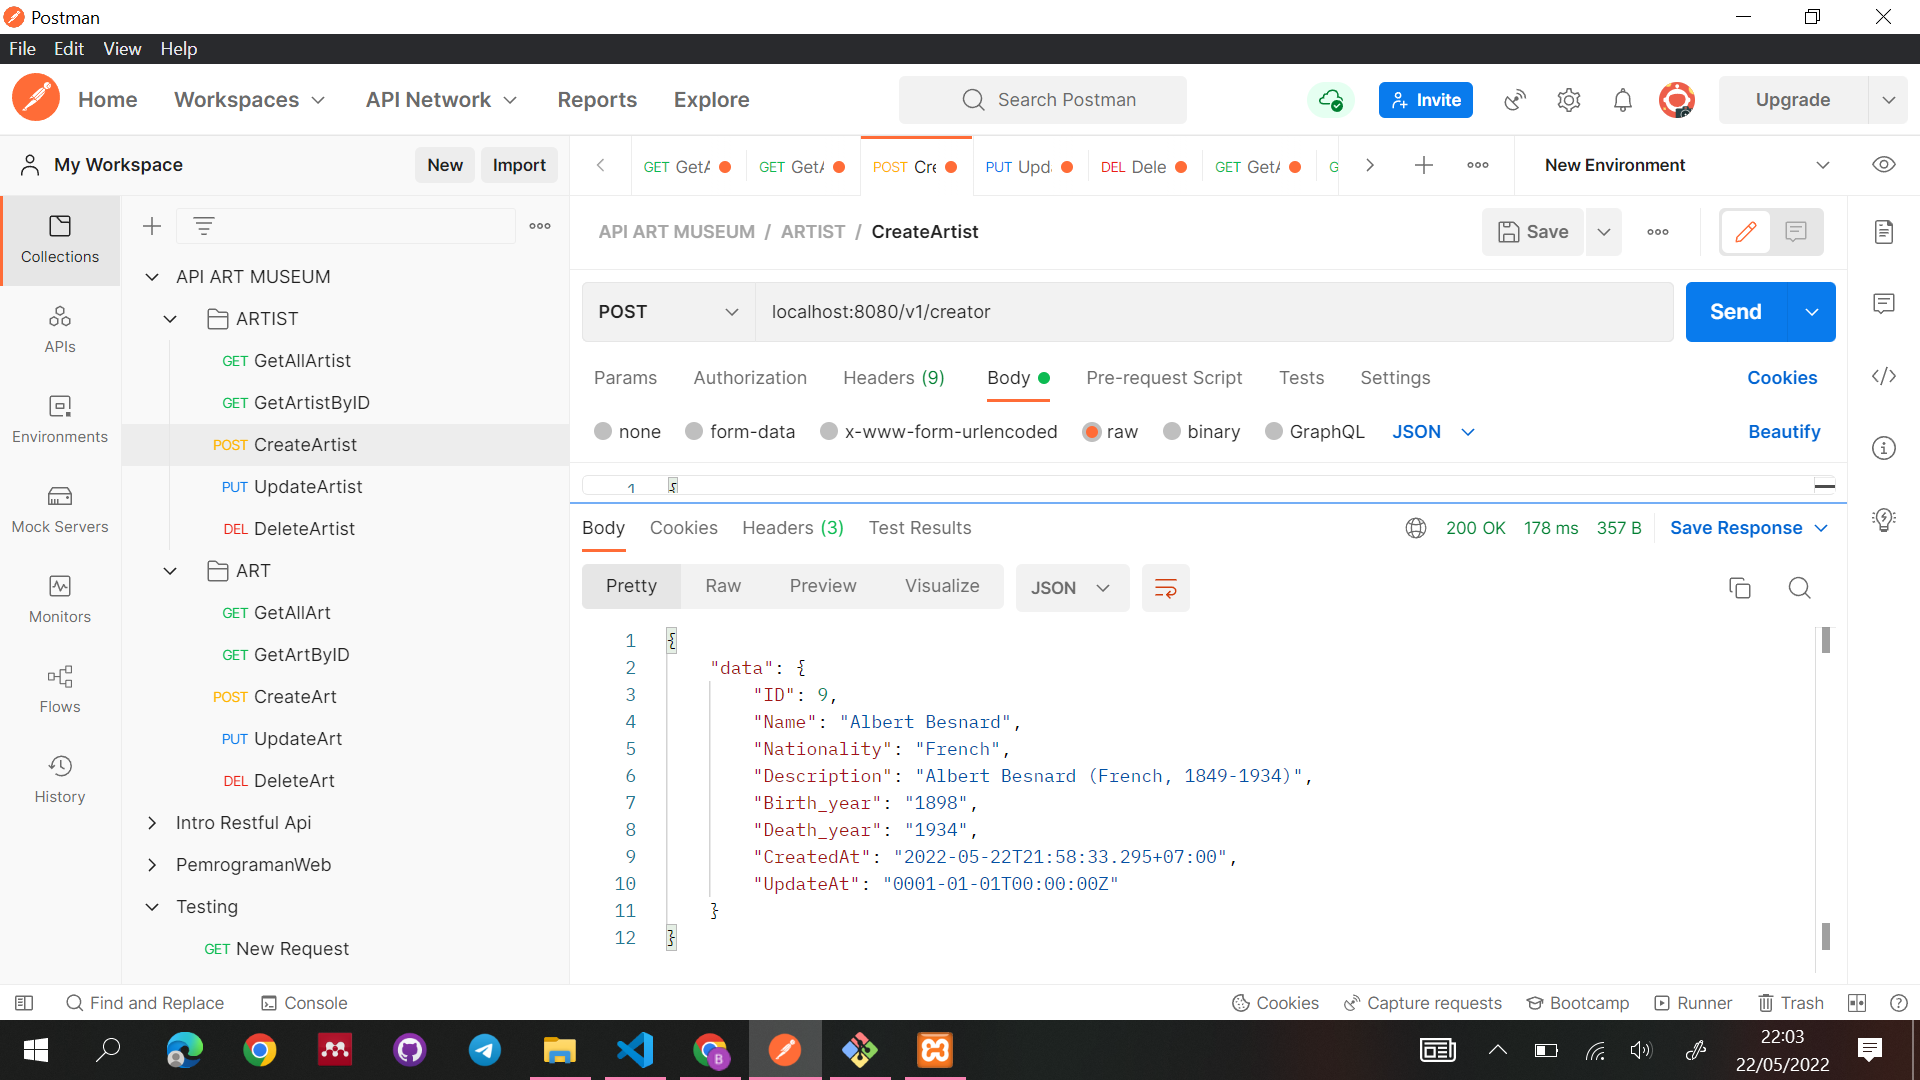 Postman
File Edit View Help
Home Workspaces API Network Reports Explore Search Postman Invite Upgrade
My Workspace New Import GET GetA GET GetA POST Cre PUT Upd DEL Dele GET GetA G New Environment
API ART MUSEUM / ARTIST / CreateArtist Save
Collections
APIs
Environments
Mock Servers
Monitors
Flows
History
API ART MUSEUM
ARTIST
GET GetAllArtist
GET GetArtistByID
POST CreateArtist
PUT UpdateArtist
DEL DeleteArtist
ART
GET GetAllArt
GET GetArtByID
POST CreateArt
PUT UpdateArt
DEL DeleteArt
Intro Restful Api
PemrogramanWeb
Testing
GET New Request
POST localhost:8080/v1/creator Send
Params Authorization Headers (9) Body Pre-request Script Tests Settings Cookies
none form-data x-www-form-urlencoded raw binary GraphQL JSON Beautify
1 {
Body Cookies Headers (3) Test Results 200 OK 178 ms 357 B Save Response
Pretty Raw Preview Visualize JSON
1 {
2 "data": {
3 "ID": 9,
4 "Name": "Albert Besnard",
5 "Nationality": "French",
6 "Description": "Albert Besnard (French, 1849-1934)",
7 "Birth_year": "1898",
8 "Death_year": "1934",
9 "CreatedAt": "2022-05-22T21:58:33.295+07:00",
10 "UpdateAt": "0001-01-01T00:00:00Z"
11 }
12 }
Find and Replace Console Cookies Capture requests Bootcamp Runner Trash
22:03
22/05/2022